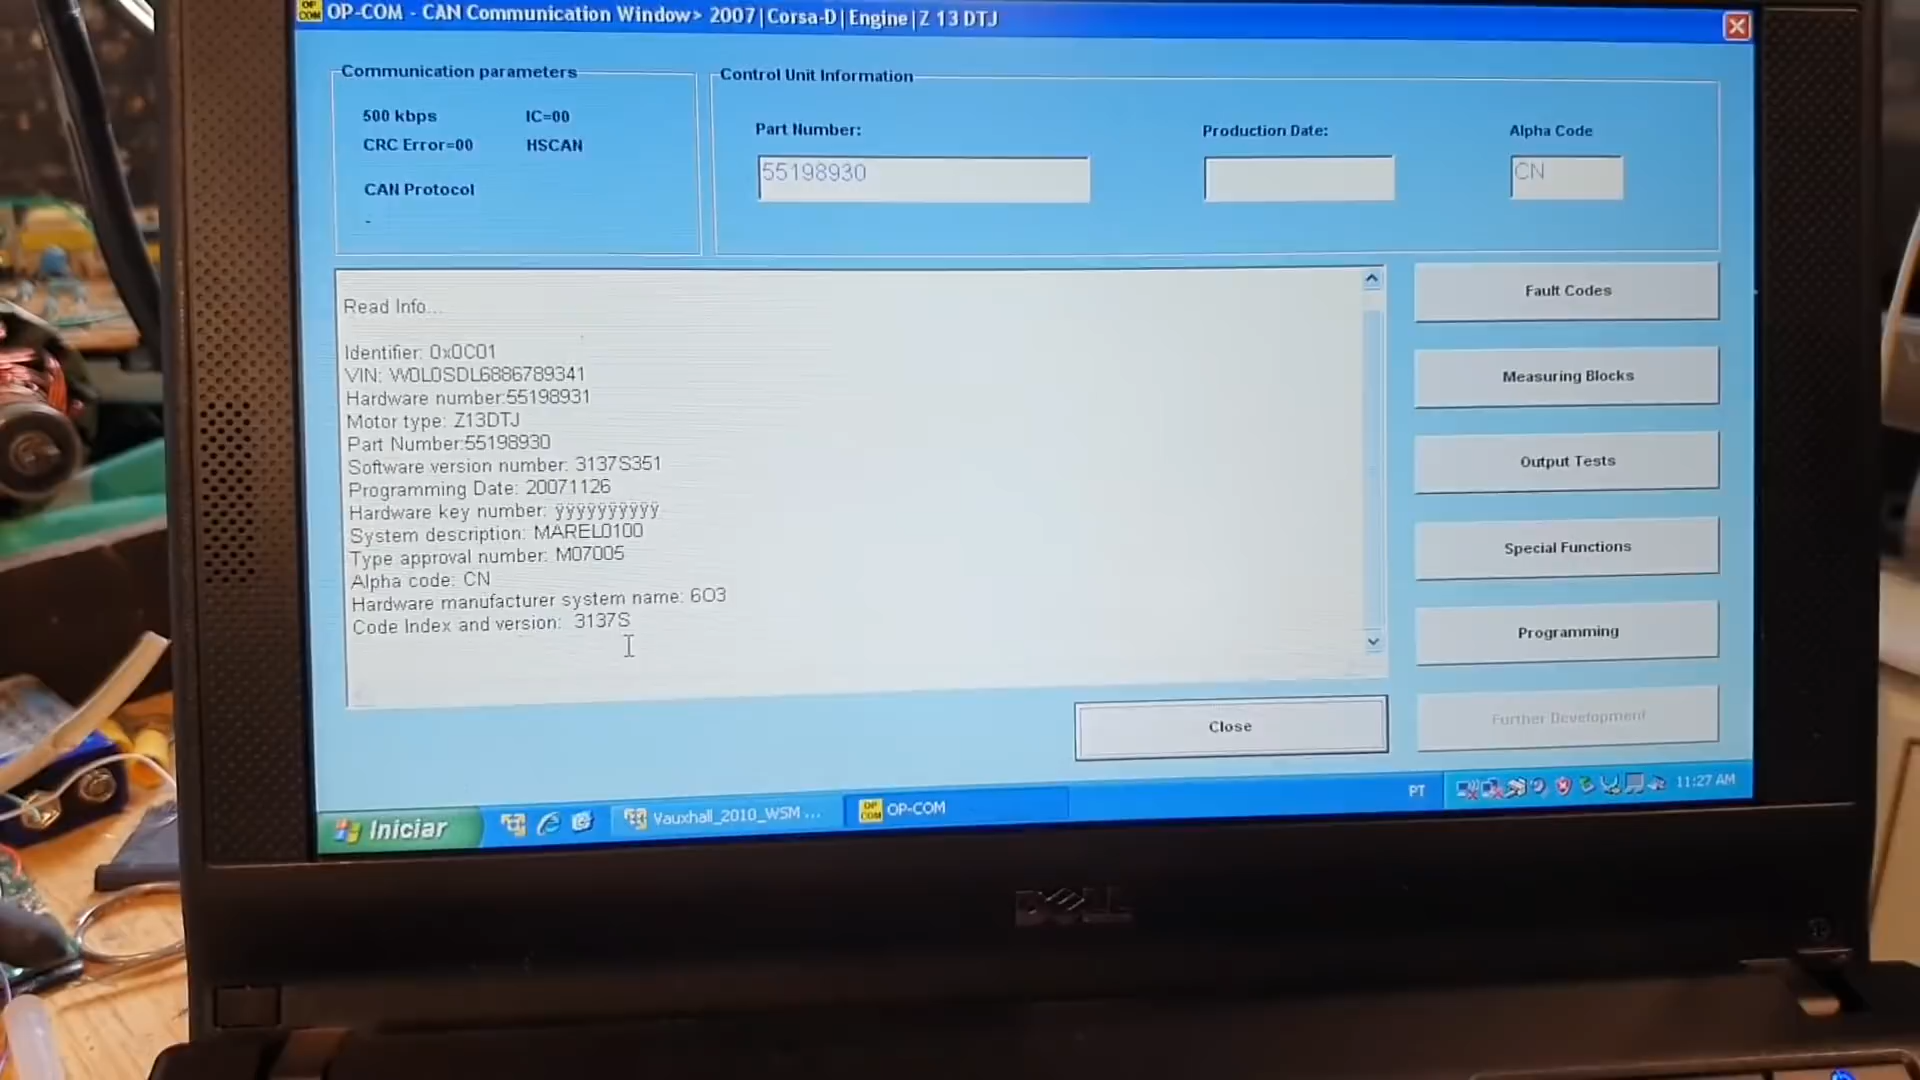 OP-COM - CAN Communication Window> 2007|Corsa-D|Engine|Z 13 DTJ
Communication parameters
500 kbps IC=00
CRC Error=00 HSCAN
CAN Protocol
-
Control Unit Information
Part Number: Production Date: Alpha Code
55198930 CN
Read Info...
Identifier: 0x0C01
VIN: W0L0SDL6886789341
Hardware number:55198931
Motor type: Z13DTJ
Part Number:55198930
Software version number: 3137S351
Programming Date: 20071126
Hardware key number: ÿÿÿÿÿÿÿÿÿÿ
System description: MAREL0100
Type approval number: M07005
Alpha code: CN
Hardware manufacturer system name: 6O3
Code Index and version: 3137S
Fault Codes
Measuring Blocks
Output Tests
Special Functions
Programming
Further Development
Close
Iniciar
Vauxhall_2010_WSM ...
OP COM OP-COM
PT
11:27 AM
DELL